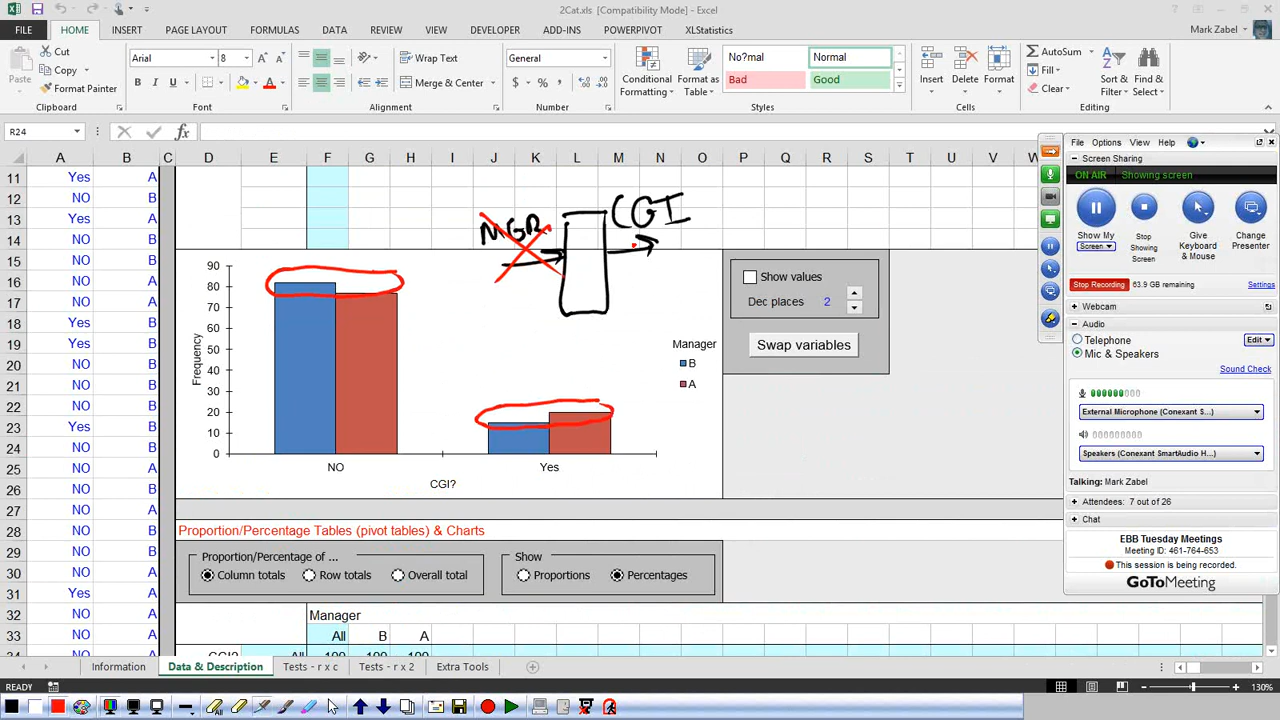 2Cat.xls [Compatibility Mode] - Excel
FILE HOME INSERT PAGE LAYOUT FORMULAS DATA REVIEW VIEW DEVELOPER ADD-INS POWERPIVOT XLStatistics Mark Zabel
Paste
Cut
Copy
Format Painter
Clipboard
Arial 8
B I U
Font
Wrap Text
Merge & Center
Alignment
General
Number
Conditional Formatting
Format as Table
No?mal Normal
Bad Good
Styles
Insert Delete Format
Cells
AutoSum
Fill
Clear
Sort & Filter
Find & Select
Editing
R24
A B C D E F G H I J K L M N O P Q R S T U V W
11 Yes A
12 NO B
13 Yes A
14 NO B
15 NO B
16 NO A
17 NO B
18 Yes A
19 Yes B
20 NO B
21 NO B
22 NO A
23 Yes B
24 NO B
25 NO A
26 NO B
27 NO A
28 NO B
29 NO B
30 NO A
31 Yes A
32 NO A
33 NO A
MGR CGI
90
80
70
60
50
40
30
20
10
0
Frequency
NO Yes
CGI?
Manager
B
A
Show values
Dec places 2
Swap variables
Proportion/Percentage Tables (pivot tables) & Charts
Proportion/Percentage of ...
Column totals Row totals Overall total
Show
Proportions Percentages
Manager
All B A
Information Data & Description Tests - r x c Tests - r x 2 Extra Tools
READY
130%
File Options View Help
Screen Sharing
ON AIR Showing screen
Show My
Screen
Stop Showing Screen
Give Keyboard & Mouse
Change Presenter
Stop Recording 63.9 GB remaining Settings
Webcam
Audio
Telephone Edit
Mic & Speakers
Sound Check
External Microphone (Conexant S...)
Speakers (Conexant SmartAudio H...)
Talking: Mark Zabel
Attendees: 7 out of 26
Chat
EBB Tuesday Meetings
Meeting ID: 461-764-653
This session is being recorded.
GoToMeeting